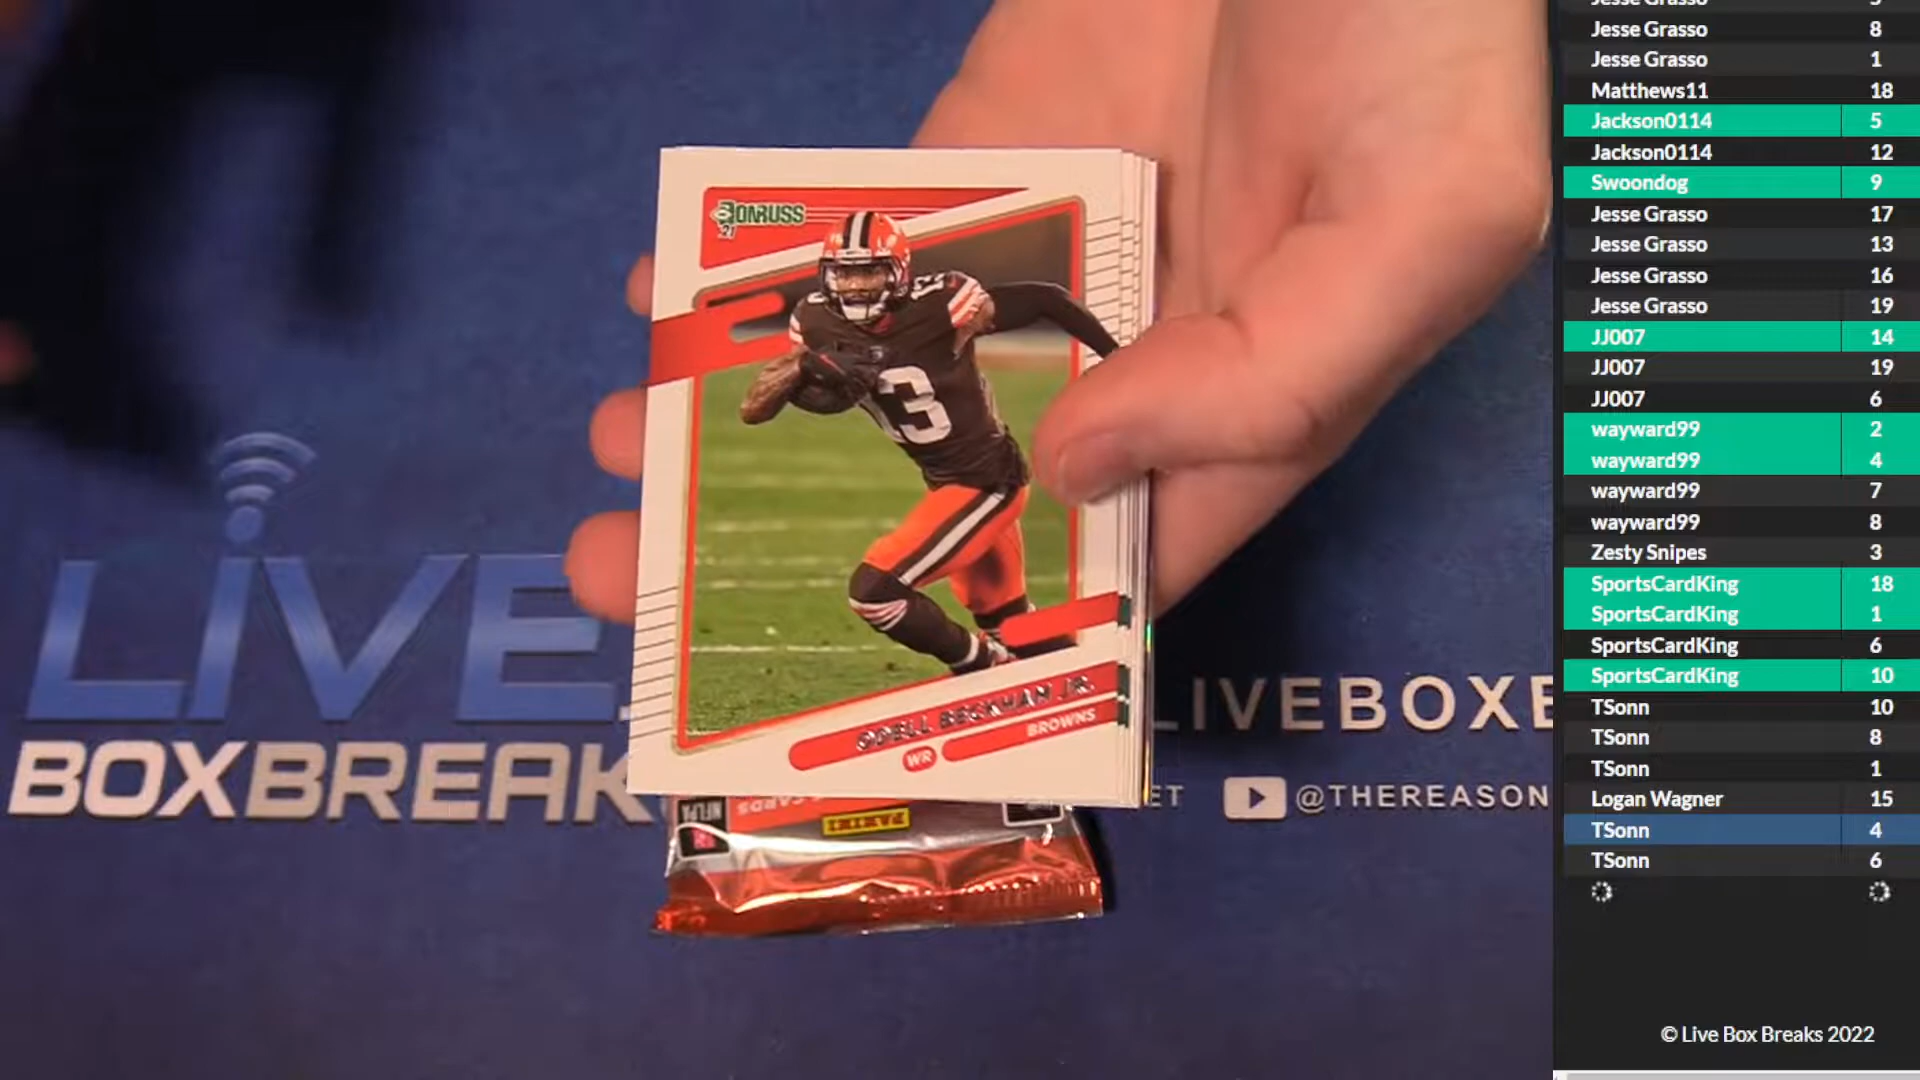 DONRUSS
21
ODELL BECKHAM JR.
WR
BROWNS
LIVE
BOXBREAK
LIVEBOXB
ET
@THEREASON
CARDS
NFLPA
PANINI
Jesse Grasso 8
Jesse Grasso 1
Matthews11 18
Jackson0114 5
Jackson0114 12
Swoondog 9
Jesse Grasso 17
Jesse Grasso 13
Jesse Grasso 16
Jesse Grasso 19
JJ007 14
JJ007 19
JJ007 6
wayward99 2
wayward99 4
wayward99 7
wayward99 8
Zesty Snipes 3
SportsCardKing 18
SportsCardKing 1
SportsCardKing 6
SportsCardKing 10
TSonn 10
TSonn 8
TSonn 1
Logan Wagner 15
TSonn 4
TSonn 6
© Live Box Breaks 2022